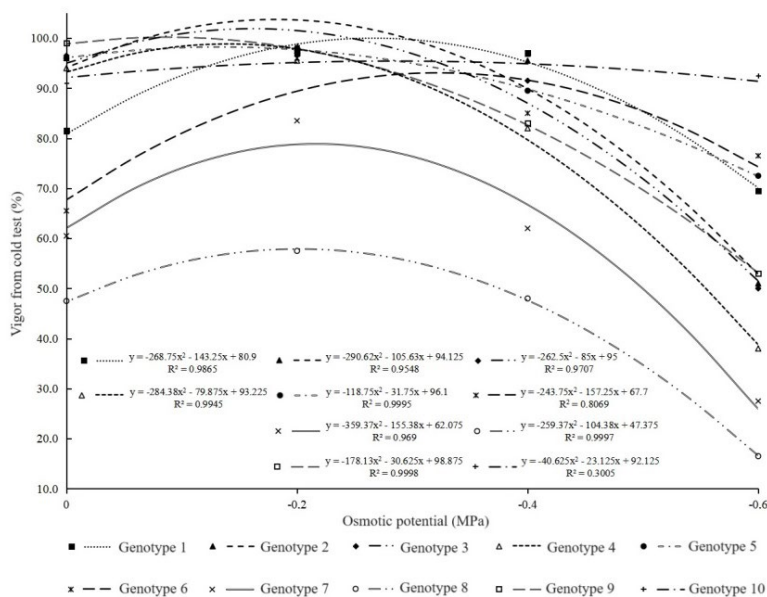 100.0
90.0
80.0
70.0
60.0
50.0
40.0
30.0
20.0
10.0
Vigor from cold test (%)
y = -268.75x² - 143.25x + 80.9
R² = 0.9865
y = -290.62x² - 105.63x + 94.125
R² = 0.9548
y = -262.5x² - 85x + 95
R² = 0.9707
y = -284.38x² - 79.875x + 93.225
R² = 0.9945
y = -118.75x² - 31.75x + 96.1
R² = 0.9995
y = -243.75x² - 157.25x + 67.7
R² = 0.8069
y = -359.37x² - 155.38x + 62.075
R² = 0.969
y = -259.37x² - 104.38x + 47.375
R² = 0.9997
y = -178.13x² - 30.625x + 98.875
R² = 0.9998
y = -40.625x² - 23.125x + 92.125
R² = 0.3005
0 -0.2 -0.4 -0.6
Osmotic potential (MPa)
Genotype 1 Genotype 2 Genotype 3 Genotype 4 Genotype 5
Genotype 6 Genotype 7 Genotype 8 Genotype 9 Genotype 10